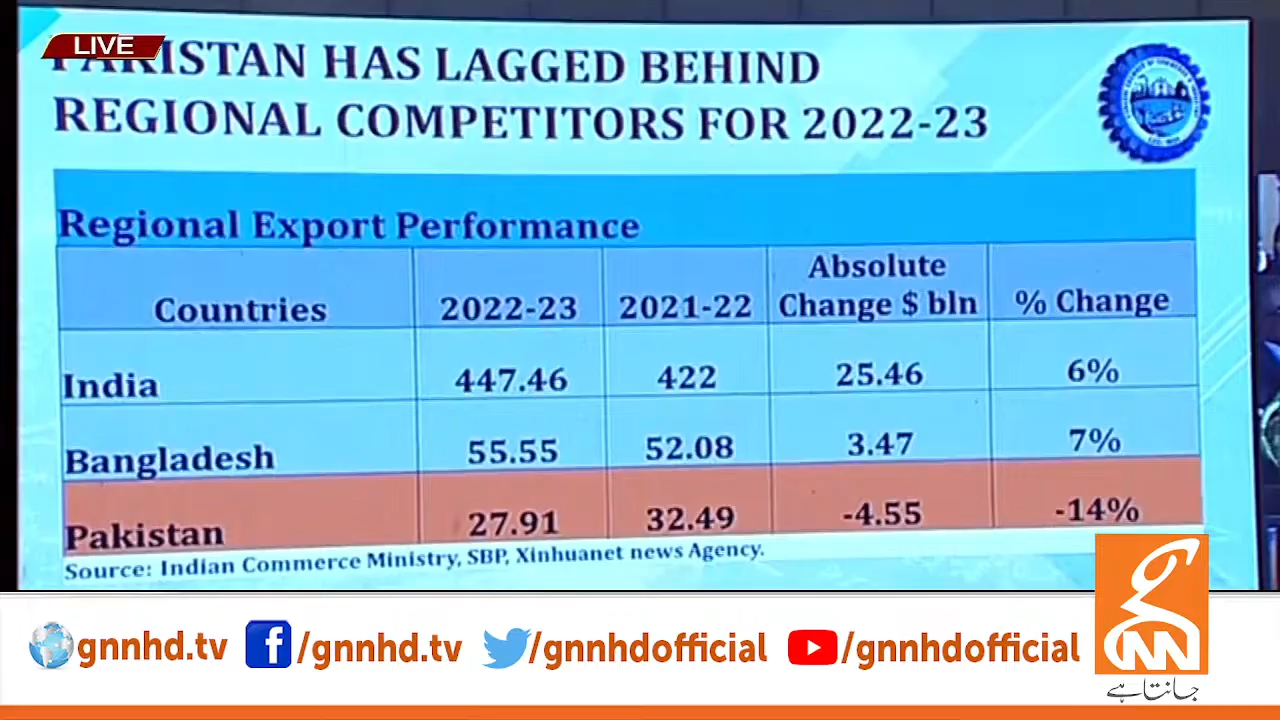 LIVE
PAKISTAN HAS LAGGED BEHIND
REGIONAL COMPETITORS FOR 2022-23
Regional Export Performance
Countries 2022-23 2021-22 Absolute Change $ bln % Change
India 447.46 422 25.46 6%
Bangladesh 55.55 52.08 3.47 7%
Pakistan 27.91 32.49 -4.55 -14%
Source: Indian Commerce Ministry, SBP, Xinhuanet news Agency.
gnnhd.tv /gnnhd.tv /gnnhdofficial /gnnhdofficial
GNN
جانتا ہے